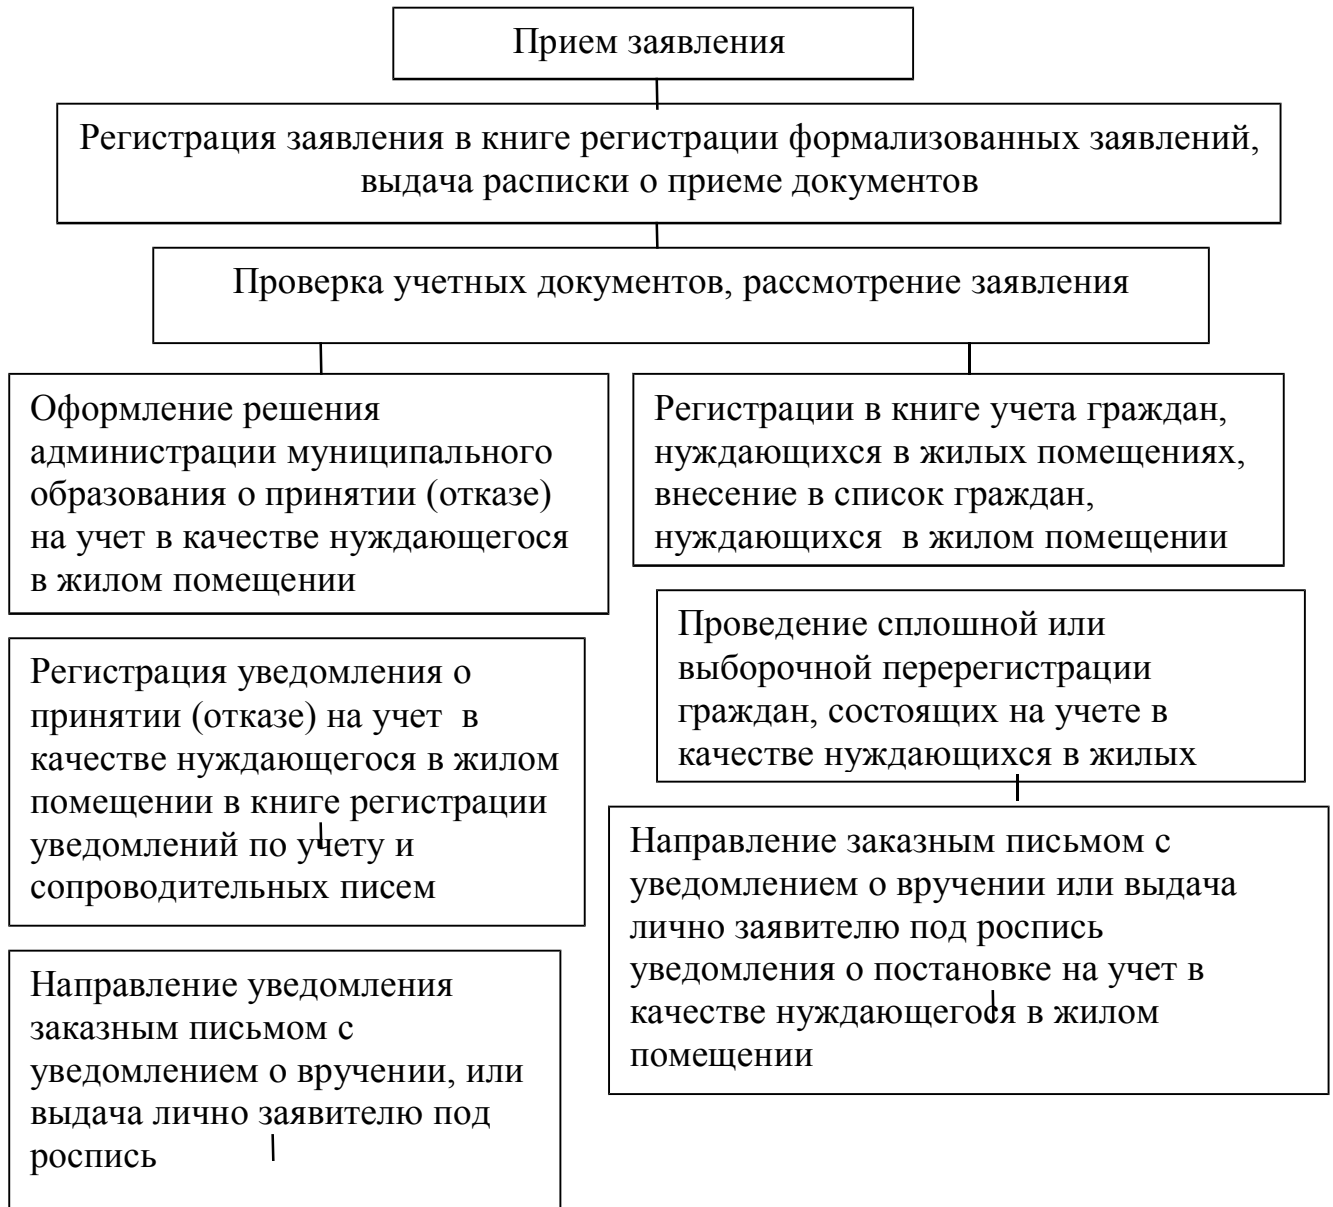 Прием заявления
Регистрация заявления в книге регистрации формализованных заявлений,
выдача расписки о приеме документов
Проверка учетных документов, рассмотрение заявления
Оформление решения
администрации муниципального
образования о принятии (отказе)
на учет в качестве нуждающегося
в жилом помещении
Регистрации в книге учета граждан,
нуждающихся в жилых помещениях,
внесение в список граждан,
нуждающихся в жилом помещении
Регистрация уведомления о
принятии (отказе) на учет в
качестве нуждающегося в жилом
помещении в книге регистрации
уведомлений по учету и
сопроводительных писем
Проведение сплошной или
выборочной перерегистрации
граждан, состоящих на учете в
качестве нуждающихся в жилых
Направление заказным письмом с
уведомлением о вручении или выдача
лично заявителю под роспись
уведомления о постановке на учет в
качестве нуждающегося в жилом
помещении
Направление уведомления
заказным письмом с
уведомлением о вручении, или
выдача лично заявителю под
роспись